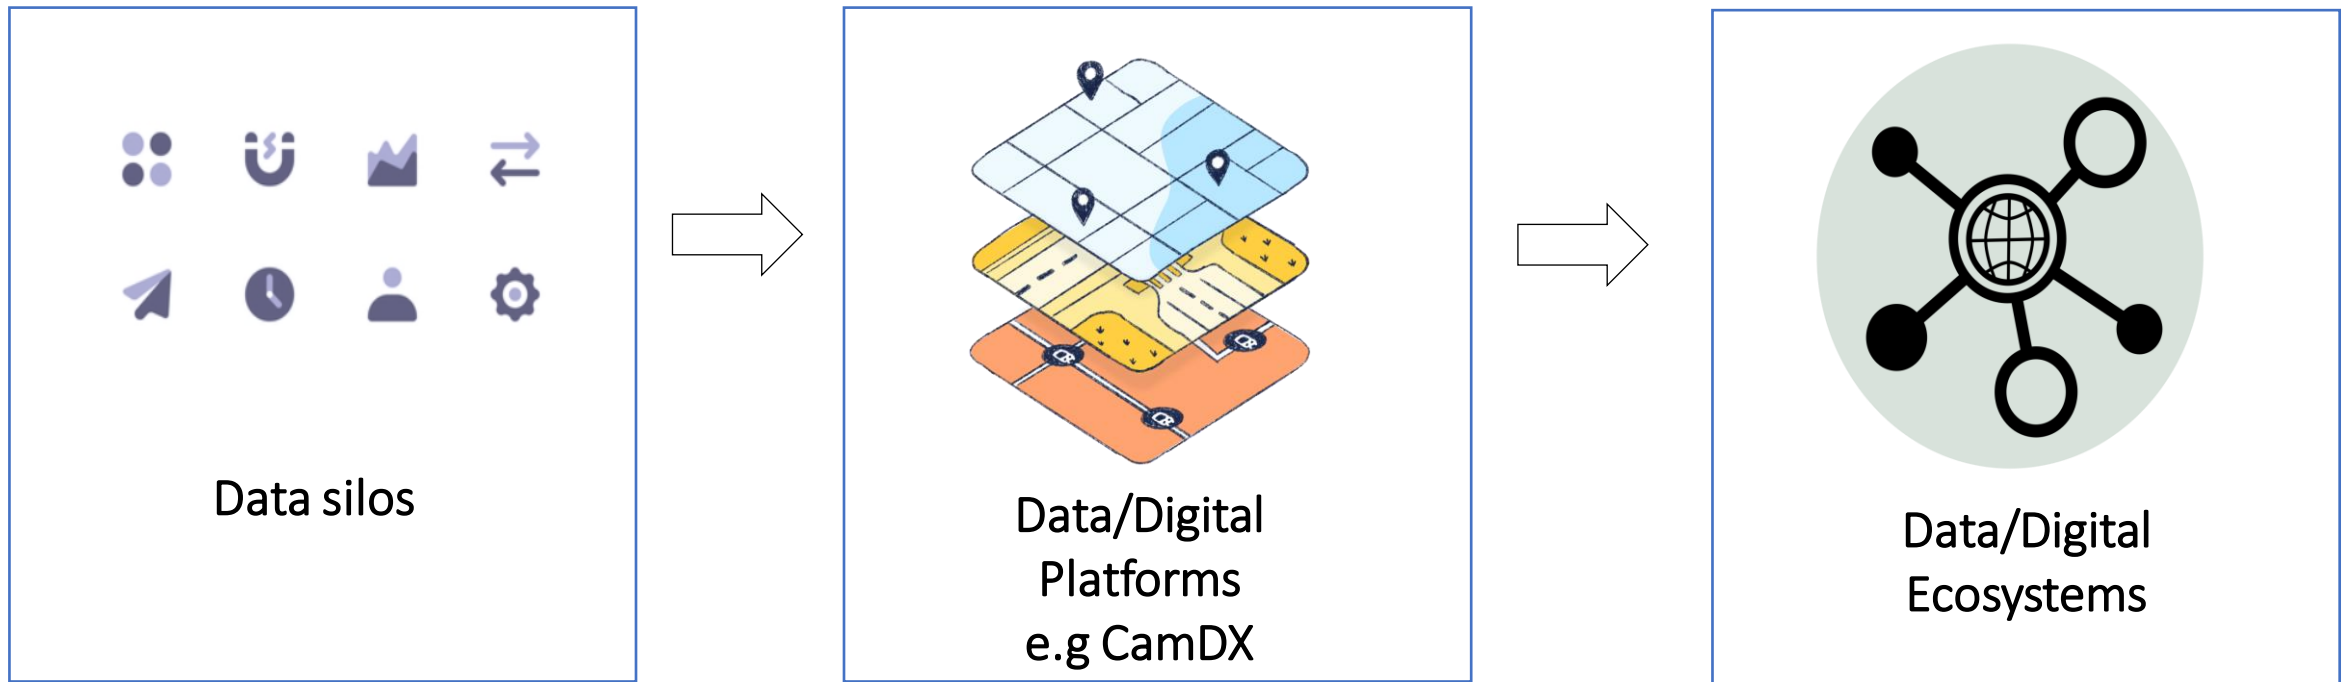 Data silos
Data/Digital
Platforms
e.g CamDX
Data/Digital
Ecosystems